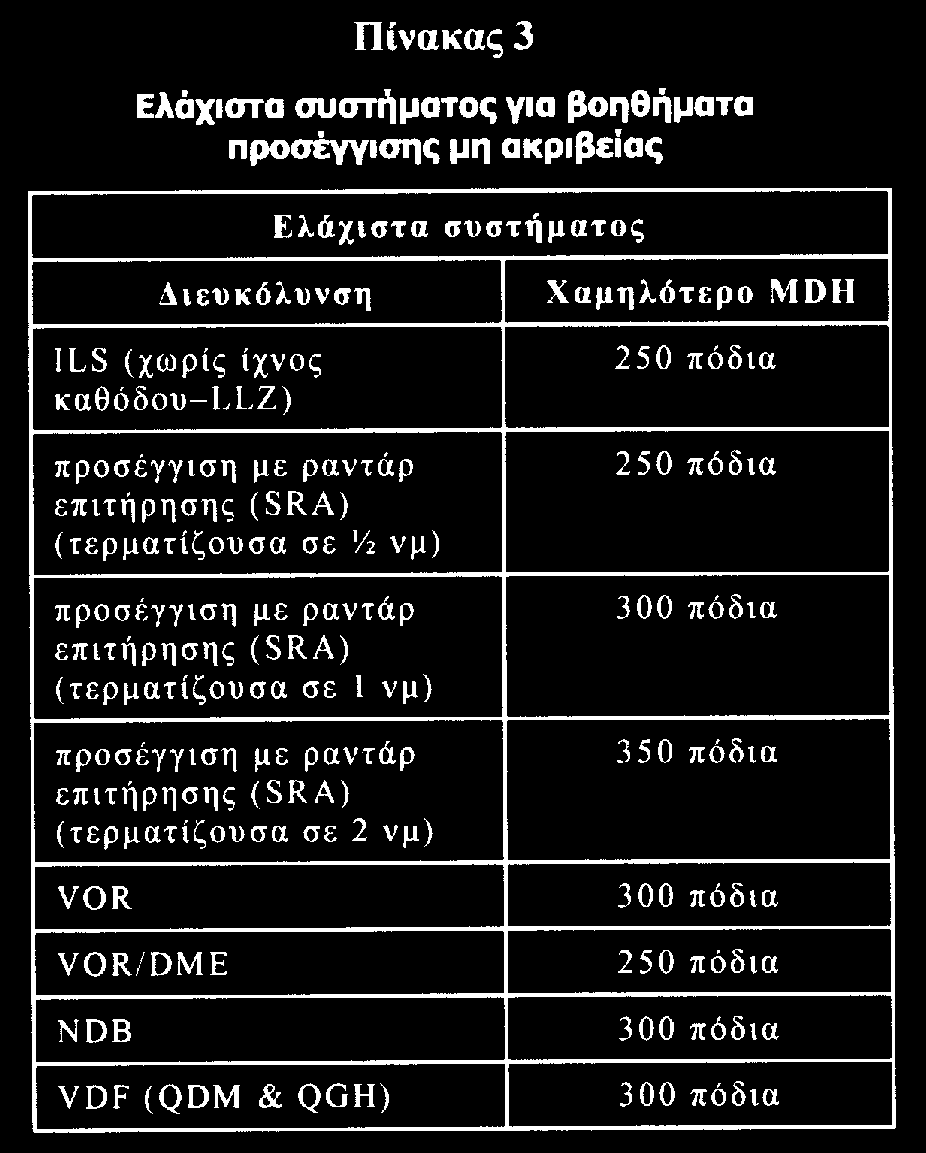 Πίνακας 3
Ελάχιστα συστήματος για βοηθήματα
προσέγγισης μη ακριβείας
Ελάχιστα συστήματος
Διευκόλυνση Χαμηλότερο MDH
ILS (χωρίς ίχνος 250 πόδια
καθόδου–LLZ)
προσέγγιση με ραντάρ 250 πόδια
επιτήρησης (SRA)
(τερματίζουσα σε ½ νμ)
προσέγγιση με ραντάρ 300 πόδια
επιτήρησης (SRA)
(τερματίζουσα σε 1 νμ)
προσέγγιση με ραντάρ 350 πόδια
επιτήρησης (SRA)
(τερματίζουσα σε 2 νμ)
VOR 300 πόδια
VOR/DME 250 πόδια
NDB 300 πόδια
VDF (QDM & QGH) 300 πόδια